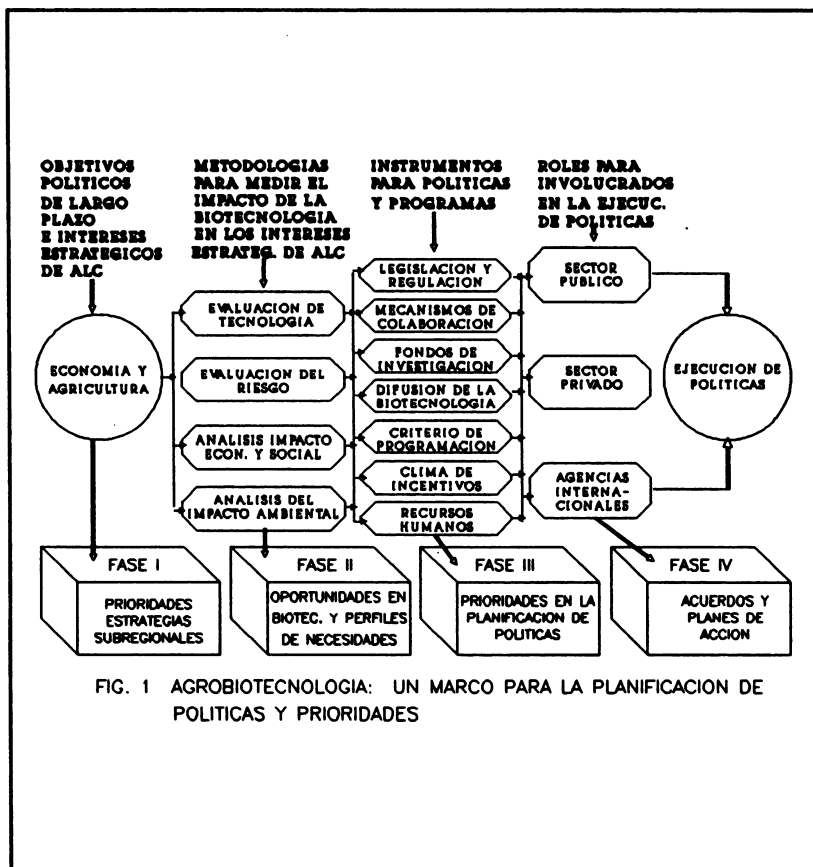 OBJETIVOS
POLITICOS
DE LARGO
PLAZO
E INTERESES
ESTRATEGICOS
DE ALC
METODOLOGIAS
PARA MEDIR EL
IMPACTO DE LA
BIOTECNOLOGIA
EN LOS INTERESES
ESTRATEG. DE ALC
INSTRUMENTOS
PARA POLITICAS
Y PROGRAMAS
ROLES PARA
INVOLUCRADOS
EN LA EJECUC.
DE POLITICAS
ECONOMIA Y
AGRICULTURA
EVALUACION DE
TECNOLOGIA
EVALUACION DEL
RIESGO
ANALISIS IMPACTO
ECON. Y SOCIAL
ANALISIS DEL
IMPACTO AMBIENTAL
LEGISLACION Y
REGULACION
MECANISMOS DE
COLABORACION
FONDOS DE
INVESTIGACION
DIFUSION DE LA
BIOTECNOLOGIA
CRITERIO DE
PROGRAMACION
CLIMA DE
INCENTIVOS
RECURSOS
HUMANOS
SECTOR
PUBLICO
SECTOR
PRIVADO
AGENCIAS
INTERNA-
CIONALES
EJECUCION DE
POLITICAS
FASE I
PRIORIDADES
ESTRATEGIAS
SUBREGIONALES
FASE II
OPORTUNIDADES EN
BIOTEC. Y PERFILES
DE NECESIDADES
FASE III
PRIORIDADES EN LA
PLANIFICACION DE
POLITICAS
FASE IV
ACUERDOS Y
PLANES DE
ACCION
FIG. 1 AGROBIOTECNOLOGIA: UN MARCO PARA LA PLANIFICACION DE
POLITICAS Y PRIORIDADES